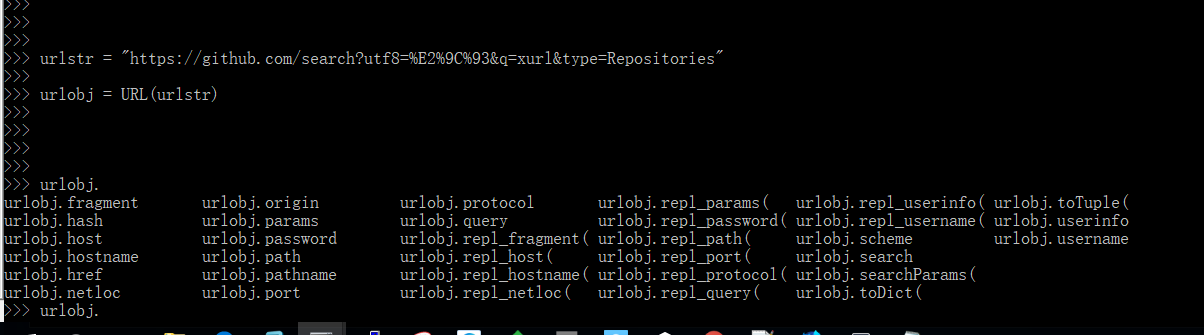 >>>
>>>
>>>
>>> urlstr = "https://github.com/search?utf8=%E2%9C%93&q=xurl&type=Repositories"
>>>
>>> urlobj = URL(urlstr)
>>>
>>>
>>>
>>>
>>> urlobj.
urlobj.fragment urlobj.origin urlobj.protocol urlobj.repl_params( urlobj.repl_userinfo( urlobj.toTuple(
urlobj.hash urlobj.params urlobj.query urlobj.repl_password( urlobj.repl_username( urlobj.userinfo
urlobj.host urlobj.password urlobj.repl_fragment( urlobj.repl_path( urlobj.scheme urlobj.username
urlobj.hostname urlobj.path urlobj.repl_host( urlobj.repl_port( urlobj.search
urlobj.href urlobj.pathname urlobj.repl_hostname( urlobj.repl_protocol( urlobj.searchParams(
urlobj.netloc urlobj.port urlobj.repl_netloc( urlobj.repl_query( urlobj.toDict(
>>> urlobj.